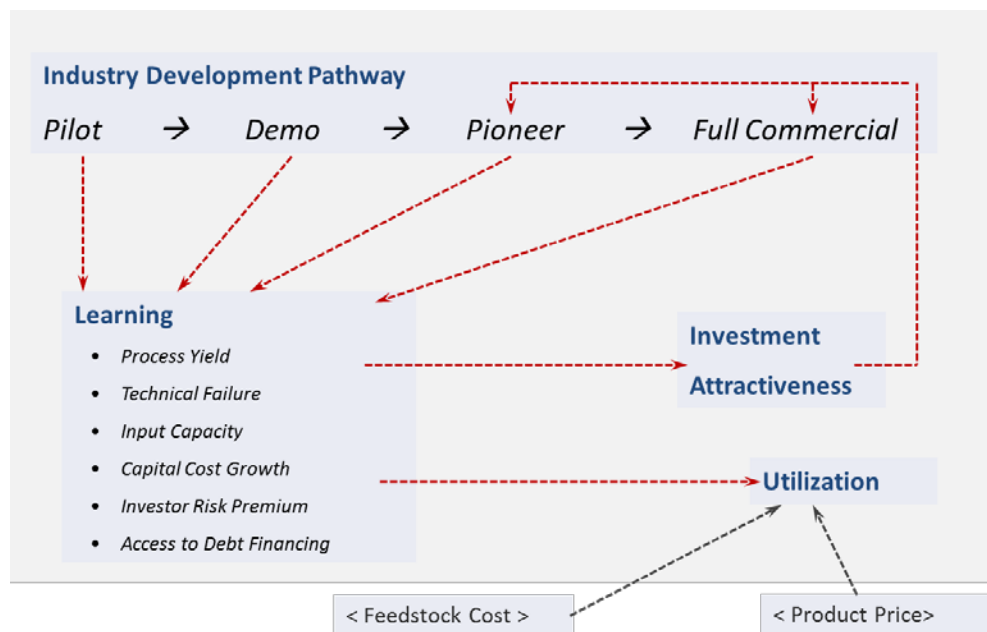 Industry Development Pathway
Pilot → Demo → Pioneer → Full Commercial
Learning
• Process Yield
• Technical Failure
• Input Capacity
• Capital Cost Growth
• Investor Risk Premium
• Access to Debt Financing
Investment
Attractiveness
Utilization
< Feedstock Cost >
< Product Price>